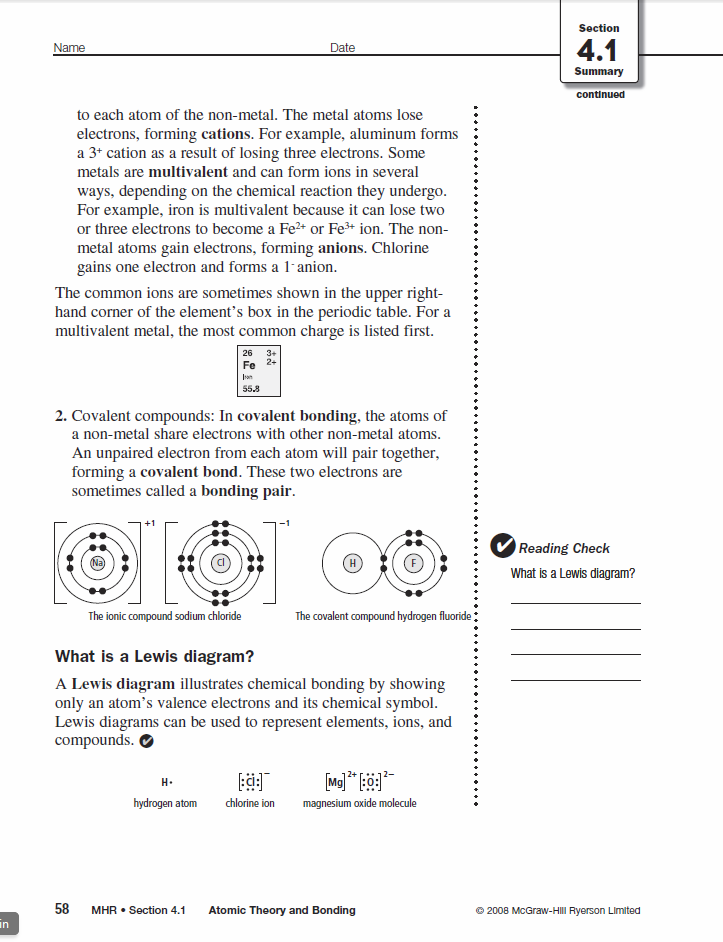 Section
4.1
Summary
continued
Name Date
to each atom of the non-metal. The metal atoms lose
electrons, forming cations. For example, aluminum forms
a 3+ cation as a result of losing three electrons. Some
metals are multivalent and can form ions in several
ways, depending on the chemical reaction they undergo.
For example, iron is multivalent because it can lose two
or three electrons to become a Fe2+ or Fe3+ ion. The non-
metal atoms gain electrons, forming anions. Chlorine
gains one electron and forms a 1- anion.
The common ions are sometimes shown in the upper right-
hand corner of the element's box in the periodic table. For a
multivalent metal, the most common charge is listed first.
26 3+
Fe 2+
Iron
55.8
2. Covalent compounds: In covalent bonding, the atoms of
a non-metal share electrons with other non-metal atoms.
An unpaired electron from each atom will pair together,
forming a covalent bond. These two electrons are
sometimes called a bonding pair.
+1 −1
Na Cl H F
The ionic compound sodium chloride The covalent compound hydrogen fluoride
Reading Check
What is a Lewis diagram?
What is a Lewis diagram?
A Lewis diagram illustrates chemical bonding by showing
only an atom's valence electrons and its chemical symbol.
Lewis diagrams can be used to represent elements, ions, and
compounds.
H• [:Cl:]− [Mg]2+ [:O:]2−
hydrogen atom chlorine ion magnesium oxide molecule
58 MHR • Section 4.1 Atomic Theory and Bonding © 2008 McGraw-Hill Ryerson Limited
in